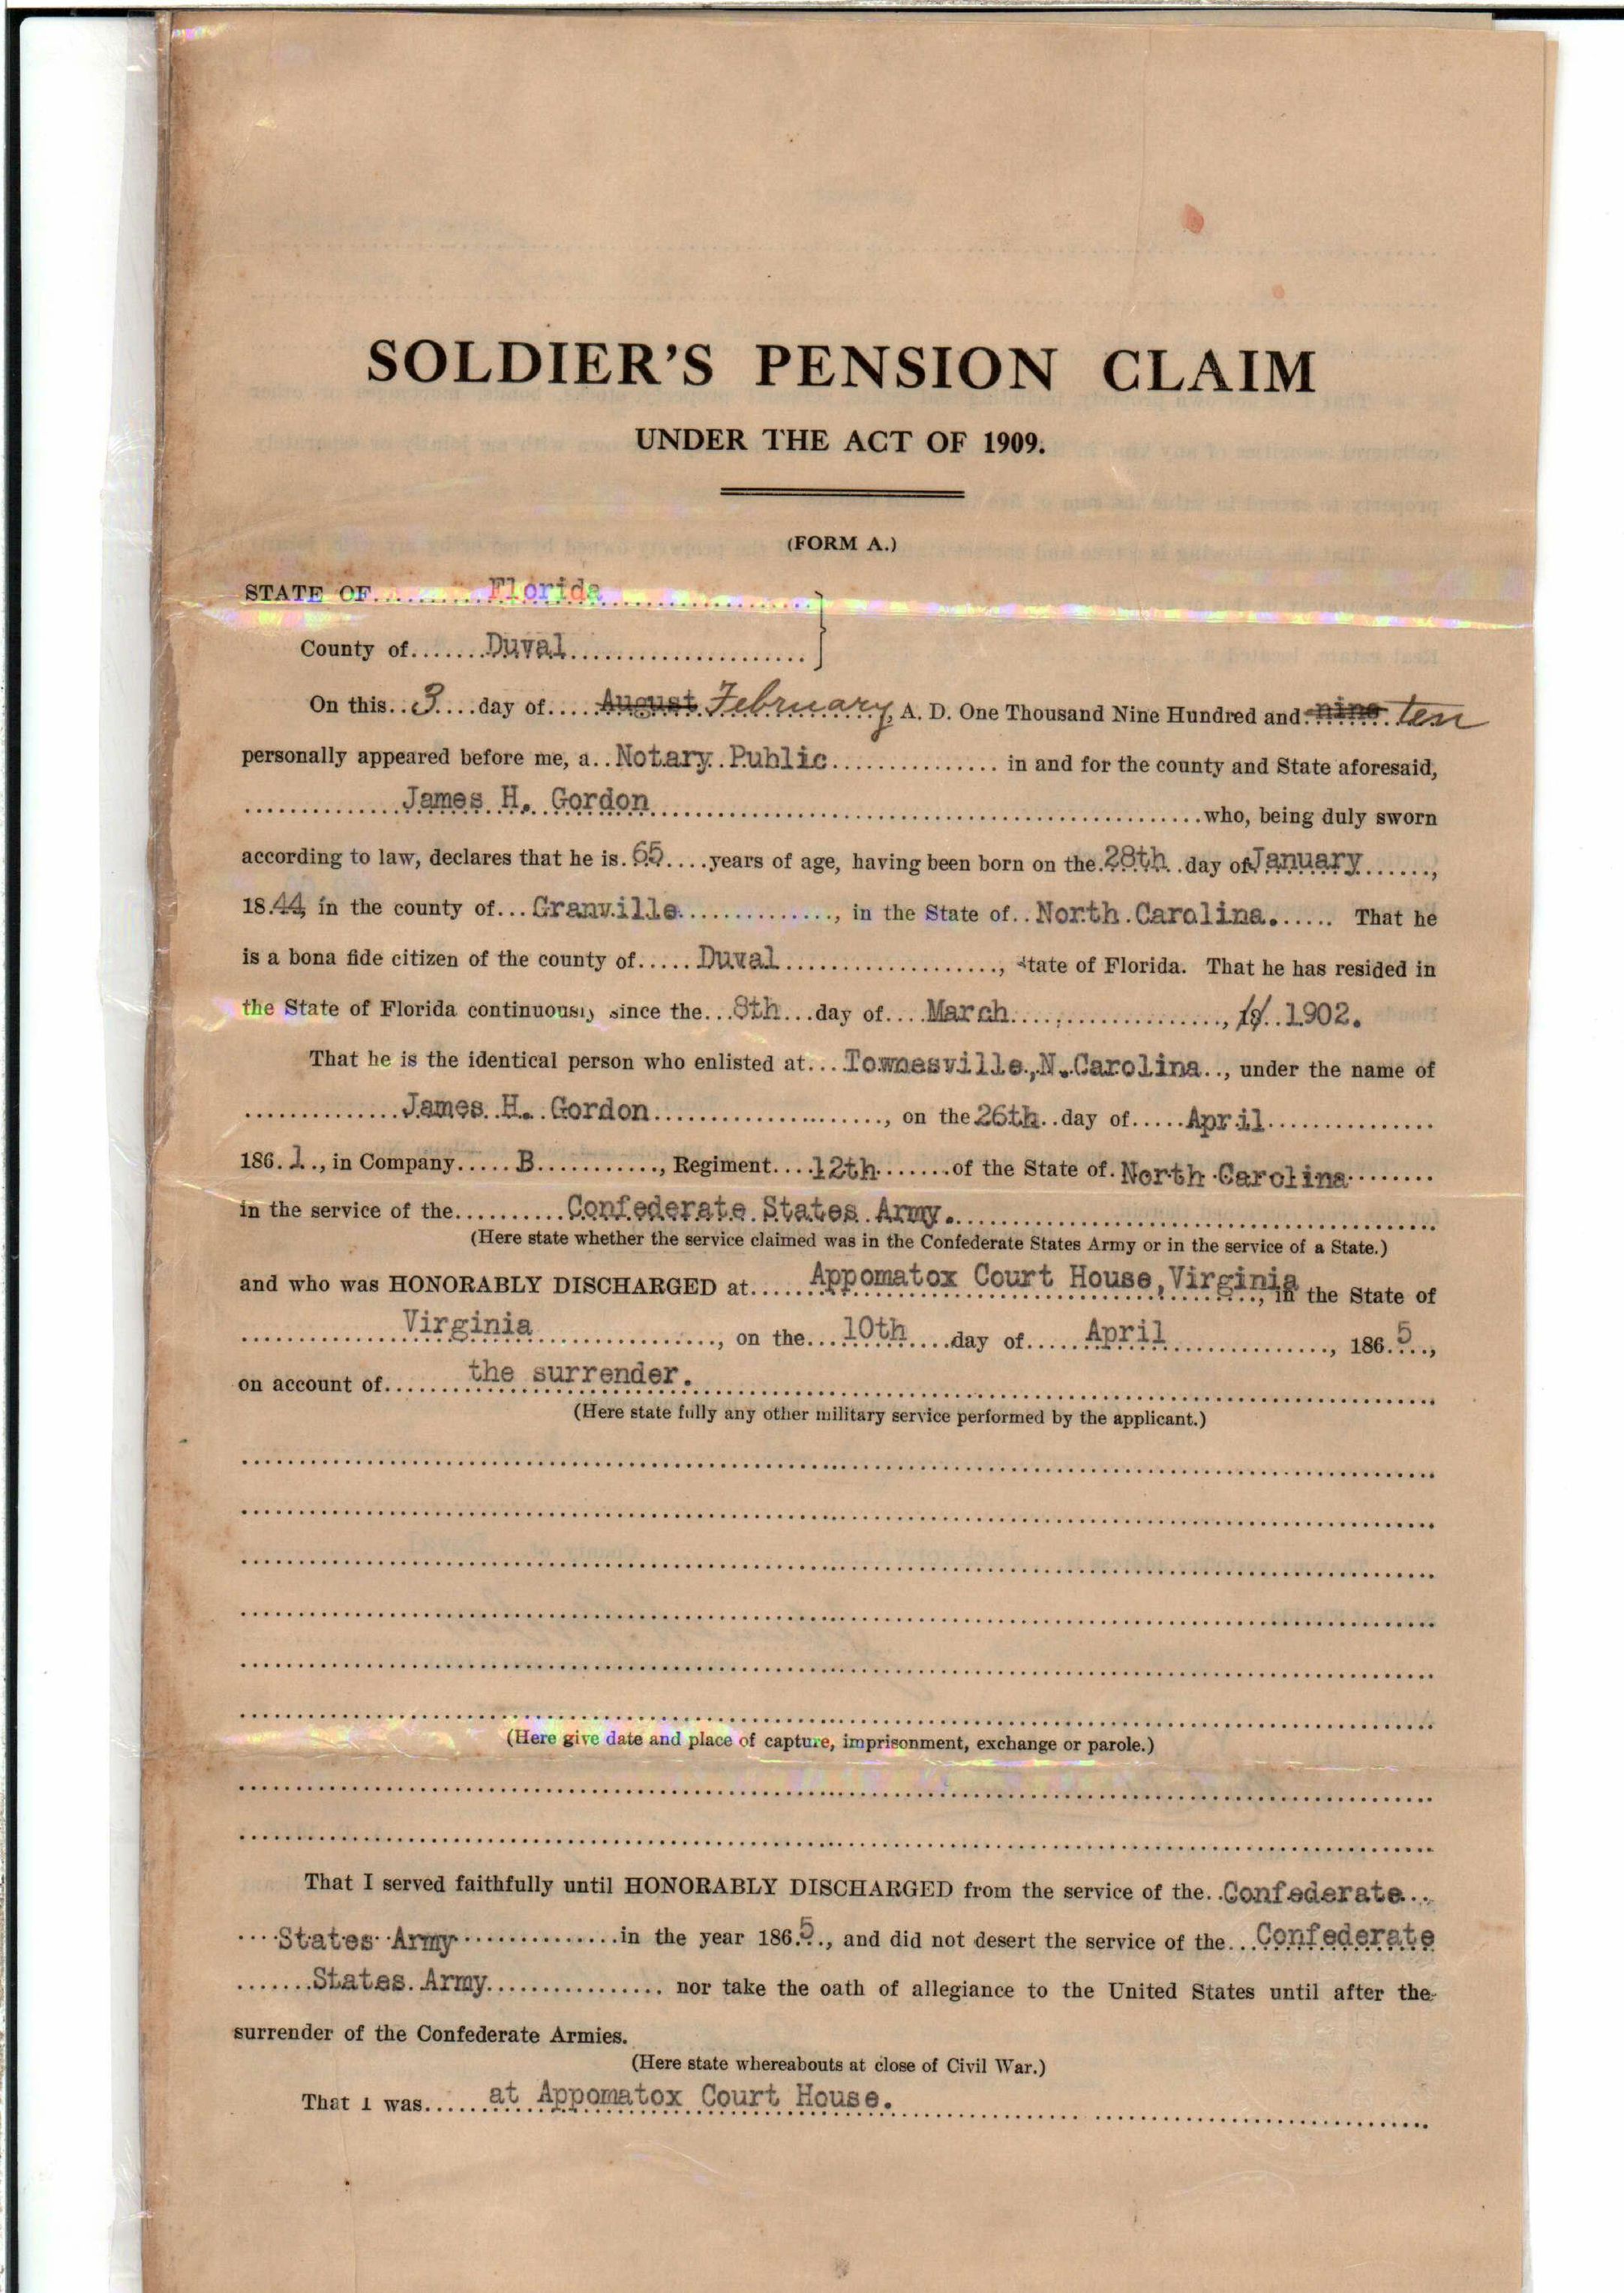 SOLDIER'S PENSION CLAIM
UNDER THE ACT OF 1909.
(FORM A.)
STATE OF..........Florida....................
County of.......Duval.......................
On this..3....day of.....August February, A. D. One Thousand Nine Hundred and nine ten
personally appeared before me, a..Notary Public................ in and for the county and State aforesaid,
...............James H. Gordon......................................................who, being duly sworn
according to law, declares that he is.65....years of age, having been born on the.28th..day of January.......,
18.44, in the county of...Granville..............., in the State of..North Carolina....... That he
is a bona fide citizen of the county of.....Duval....................., State of Florida. That he has resided in
the State of Florida continuously since the...8th...day of....March....................., 18..1902.
That he is the identical person who enlisted at...Townesville, N. Carolina.., under the name of
...............James H. Gordon......................., on the 26th..day of.....April................
186.1., in Company.....B..........., Regiment....12th.......of the State of.North Carolina........
in the service of the..........Confederate States Army...............................................
(Here state whether the service claimed was in the Confederate States Army or in the service of a State.)
and who was HONORABLY DISCHARGED at......Appomatox Court House, Virginia, in the State of
...............Virginia.................., on the...10th....day of......April................, 186.5..,
on account of........the surrender.......................................................................
(Here state fully any other military service performed by the applicant.)
(Here give date and place of capture, imprisonment, exchange or parole.)
That I served faithfully until HONORABLY DISCHARGED from the service of the..Confederate...
....States Army...............in the year 186.5., and did not desert the service of the...Confederate
.......States Army................. nor take the oath of allegiance to the United States until after the
surrender of the Confederate Armies.
(Here state whereabouts at close of Civil War.)
That I was......at Appomatox Court House...................................................